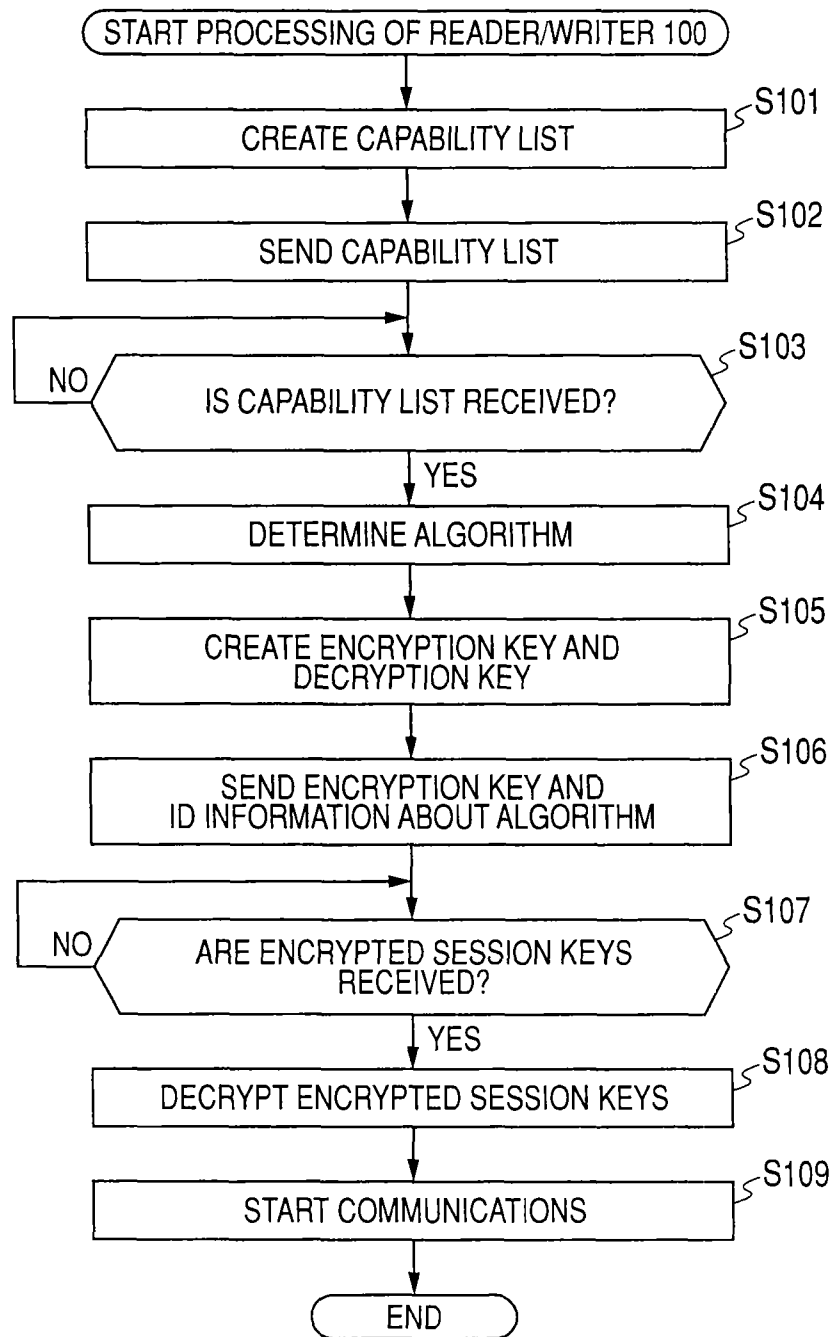 START PROCESSING OF READER/WRITER 100
S101
CREATE CAPABILITY LIST
S102
SEND CAPABILITY LIST
S103
NO
IS CAPABILITY LIST RECEIVED?
YES
S104
DETERMINE ALGORITHM
S105
CREATE ENCRYPTION KEY AND
DECRYPTION KEY
S106
SEND ENCRYPTION KEY AND
ID INFORMATION ABOUT ALGORITHM
S107
NO
ARE ENCRYPTED SESSION KEYS
RECEIVED?
YES
S108
DECRYPT ENCRYPTED SESSION KEYS
S109
START COMMUNICATIONS
END